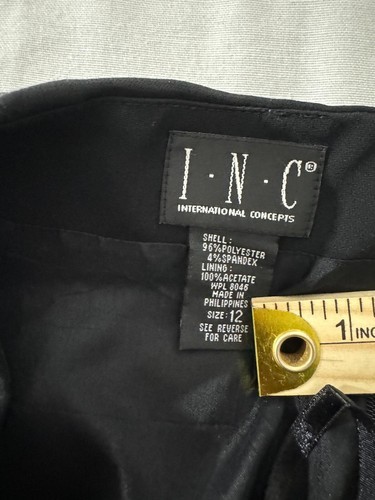 I·N·C®
INTERNATIONAL CONCEPTS
SHELL:
96%POLYESTER
4%SPANDEX
LINING:
100%ACETATE
WPL 8046
MADE IN
PHILIPPINES
SIZE: 12
SEE REVERSE
FOR CARE
1 INC